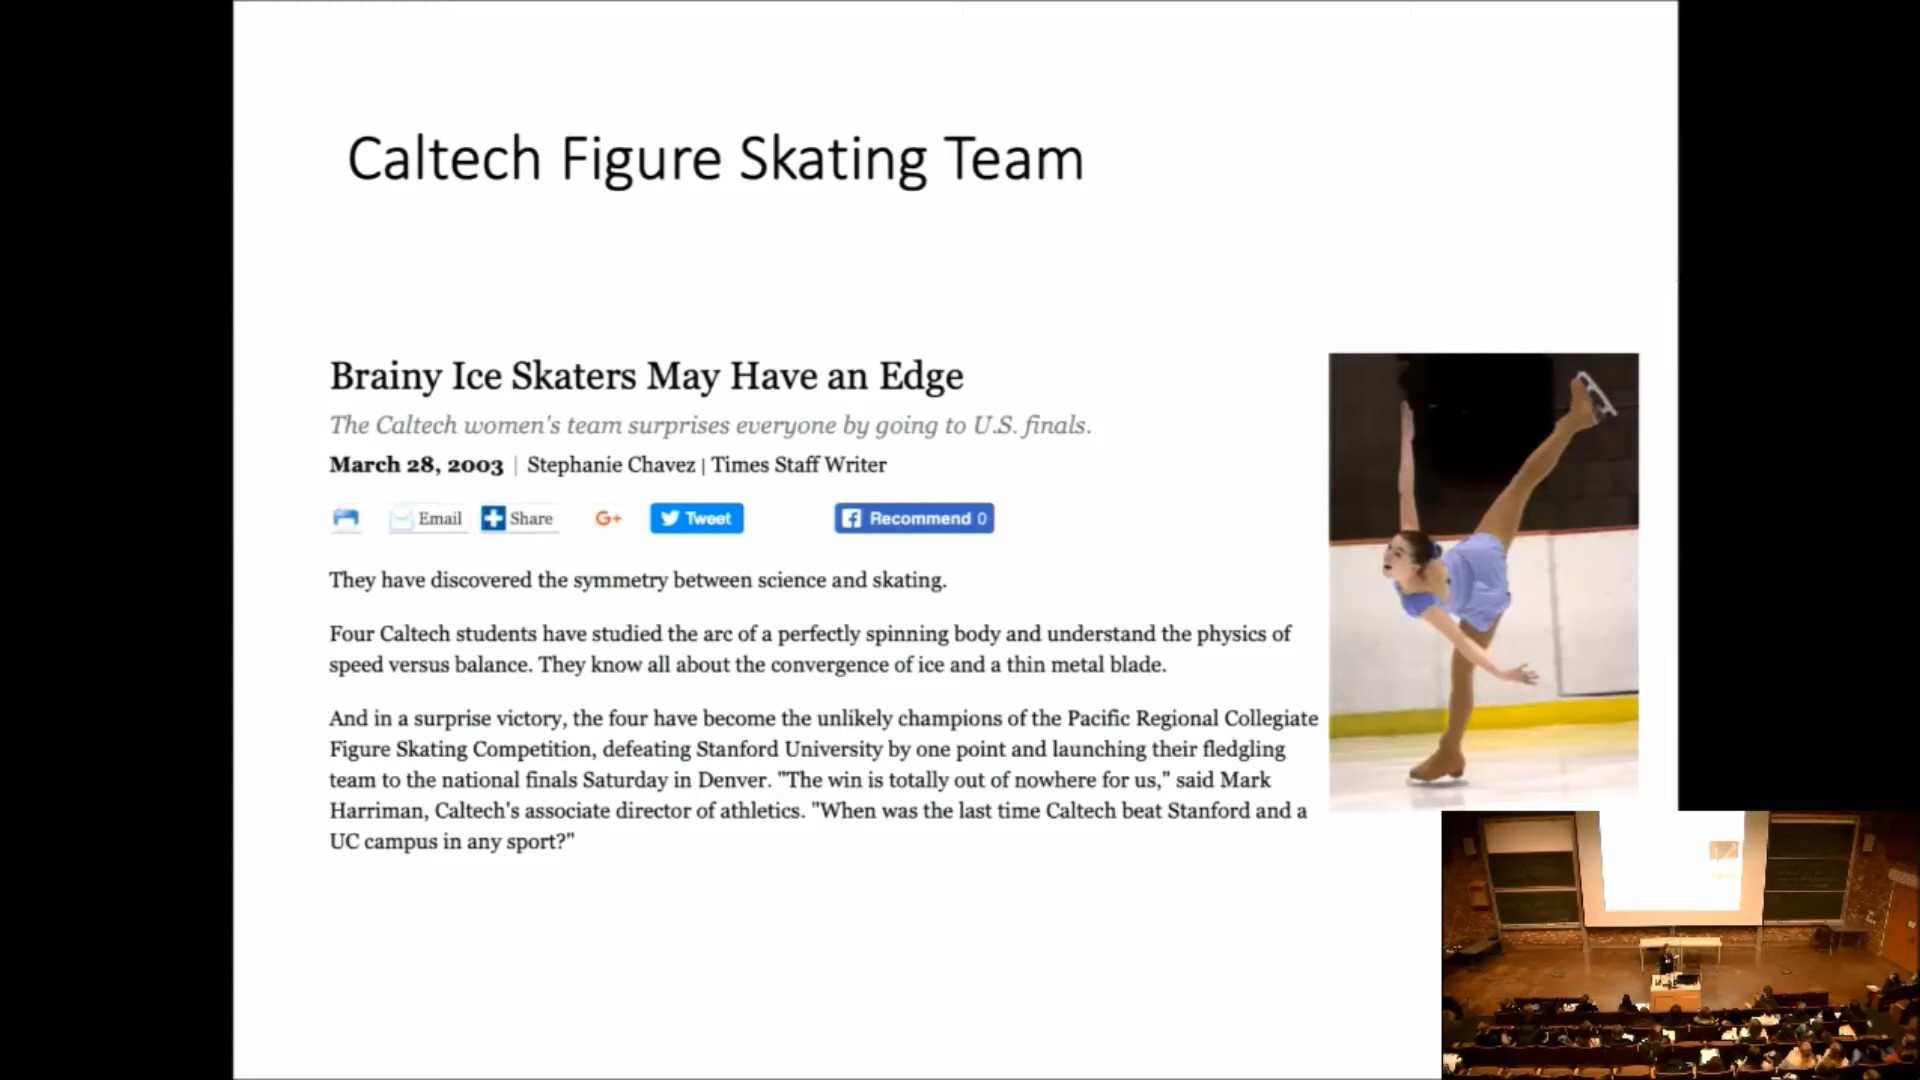 Caltech Figure Skating Team
Brainy Ice Skaters May Have an Edge
The Caltech women's team surprises everyone by going to U.S. finals.
March 28, 2003 | Stephanie Chavez | Times Staff Writer
Email Share G+ Tweet Recommend 0
They have discovered the symmetry between science and skating.
Four Caltech students have studied the arc of a perfectly spinning body and understand the physics of
speed versus balance. They know all about the convergence of ice and a thin metal blade.
And in a surprise victory, the four have become the unlikely champions of the Pacific Regional Collegiate
Figure Skating Competition, defeating Stanford University by one point and launching their fledgling
team to the national finals Saturday in Denver. "The win is totally out of nowhere for us," said Mark
Harriman, Caltech's associate director of athletics. "When was the last time Caltech beat Stanford and a
UC campus in any sport?"